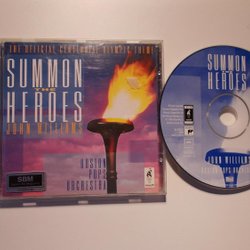 THE OFFICIAL CENTENNIAL OLYMPIC THEME
SUMMON
THE
HEROES
JOHN WILLIAMS
BOSTON
POPS
ORCHESTRA
SBM
SUMMON
THE
HEROES
JOHN WILLIAMS
BOSTON POPS ORCHESTRA